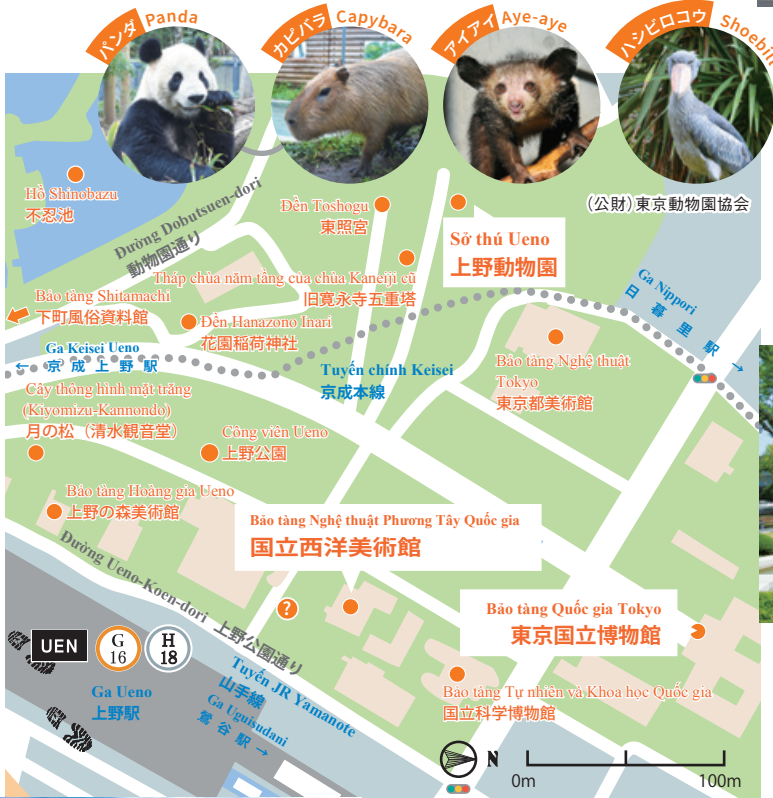 パンダ Panda
カピバラ Capybara
アイアイ Aye-aye
ハシビロコウ Shoebill
(公財)東京動物園協会
Hồ Shinobazu
不忍池
Đường Dobutsuen-dori
動物園通り
Đền Toshogu
東照宮
Sở thú Ueno
上野動物園
Tháp chùa năm tầng của chùa Kaneiji cũ
旧寛永寺五重塔
Ga Nippori
日暮里駅 →
Bảo tàng Shitamachi
下町風俗資料館
Đền Hanazono Inari
花園稲荷神社
Ga Keisei Ueno
← 京成上野駅
Tuyến chính Keisei
京成本線
Bảo tàng Nghệ thuật
Tokyo
東京都美術館
Cây thông hình mặt trăng
(Kiyomizu-Kannondo)
月の松（清水観音堂）
Công viên Ueno
上野公園
Bảo tàng Hoàng gia Ueno
上野の森美術館
Bảo tàng Nghệ thuật Phương Tây Quốc gia
国立西洋美術館
Đường Ueno-Koen-dori 上野公園通り
?
Bảo tàng Quốc gia Tokyo
東京国立博物館
UEN
G
16
H
18
Ga Ueno
上野駅
Tuyến JR Yamanote
山手線
Ga Uguisudani
鶯谷駅 →
Bảo tàng Tự nhiên và Khoa học Quốc gia
国立科学博物館
N
0m
100m